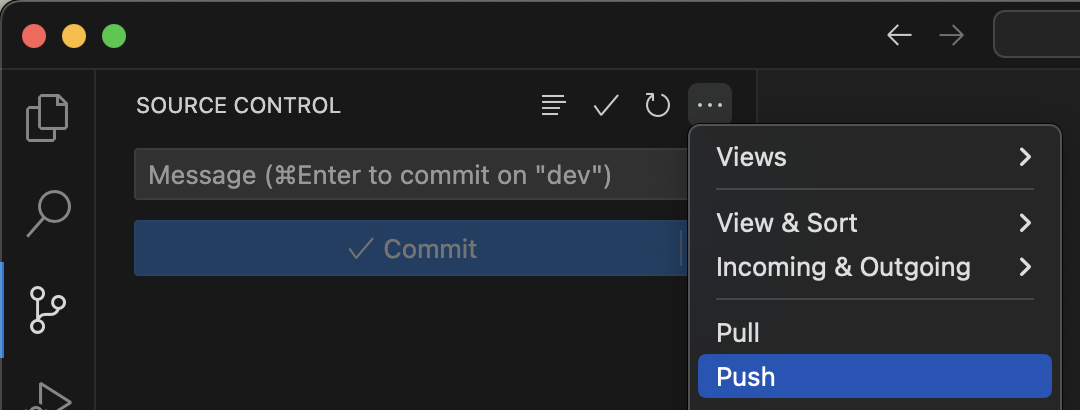 SOURCE CONTROL
Message (⌘Enter to commit on "dev")
Commit
Views
View & Sort
Incoming & Outgoing
Pull
Push